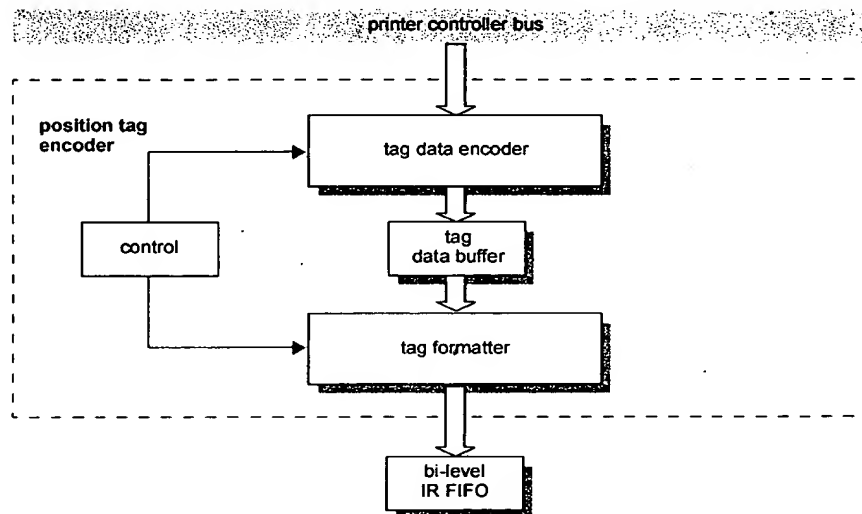 printer controller bus
position tag
encoder
tag data encoder
control
tag
data buffer
tag formatter
bi-level
IR FIFO